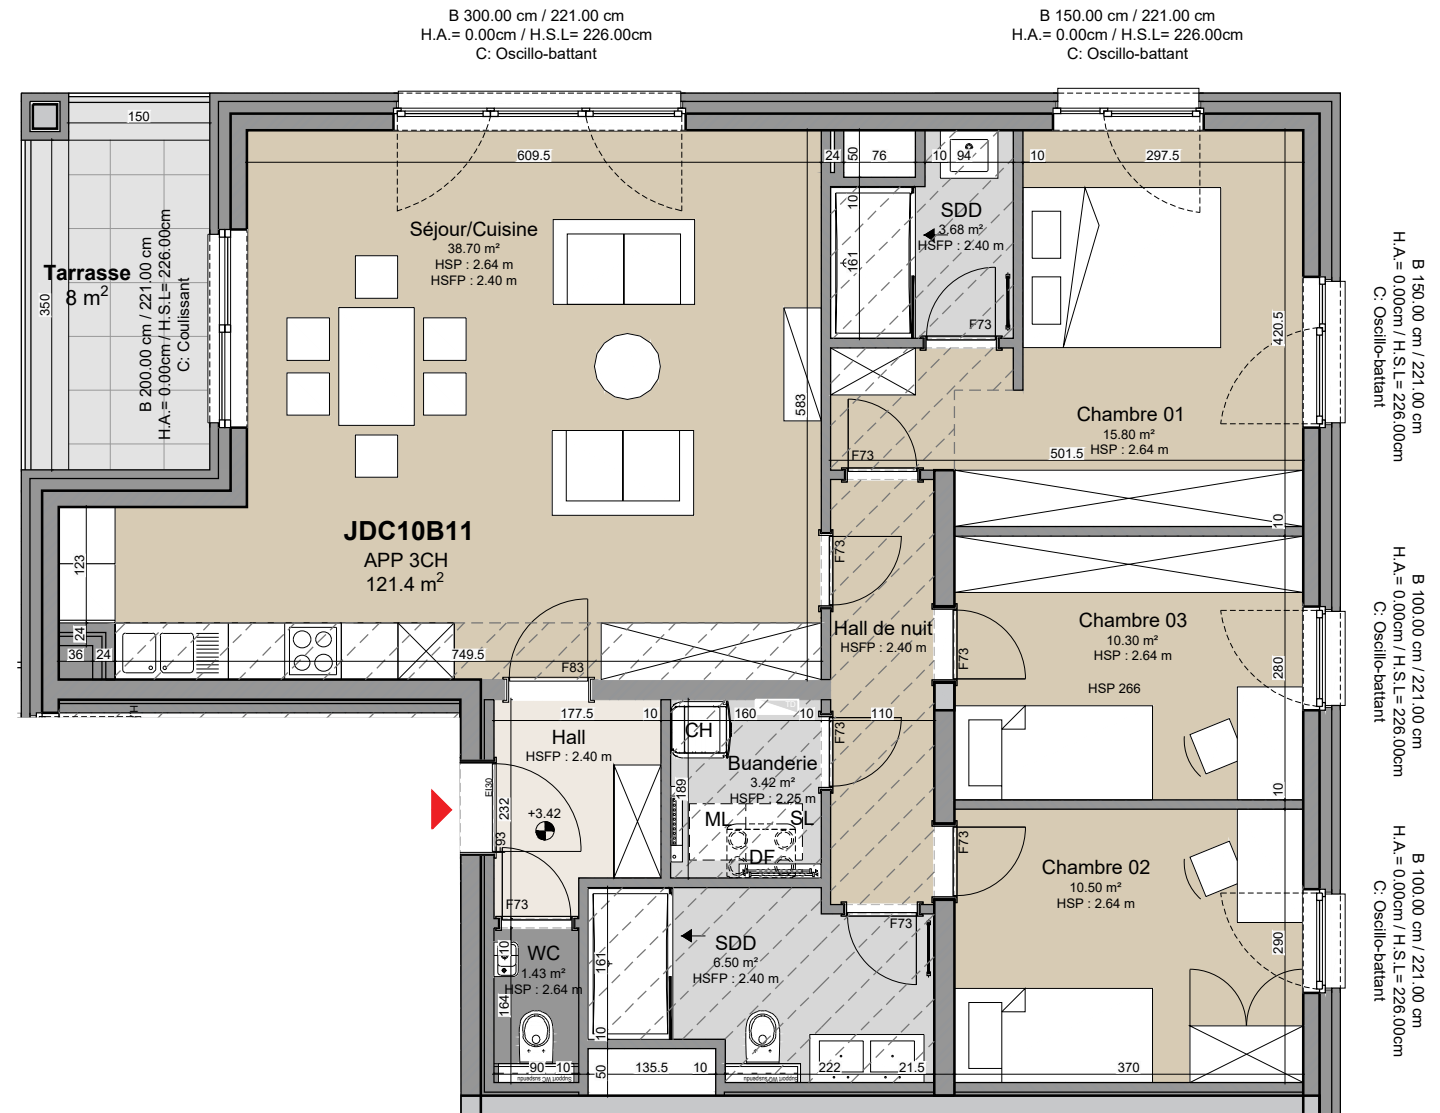 B 300.00 cm / 221.00 cm
H.A.= 0.00cm / H.S.L= 226.00cm
C: Oscillo-battant
B 150.00 cm / 221.00 cm
H.A.= 0.00cm / H.S.L= 226.00cm
C: Oscillo-battant
150
609.5
24
50
76
10
94
10
297.5
Séjour/Cuisine
38.70 m²
HSP : 2.64 m
HSFP : 2.40 m
10
161
SDD
3.68 m²
HSFP : 2.40 m
F73
Tarrasse
8 m²
350
B 200.00 cm / 221.00 cm
H.A.= 0.00cm / H.S.L= 226.00cm
C: Coulissant
B 150.00 cm / 221.00 cm
H.A.= 0.00cm / H.S.L= 226.00cm
C: Oscillo-battant
420.5
583
Chambre 01
15.80 m²
HSP : 2.64 m
F73
501.5
10
JDC10B11
APP 3CH
121.4 m²
123
24
36
24
749.5
F83
F73
Hall de nuit
HSFP : 2.40 m
F73
Chambre 03
10.30 m²
HSP : 2.64 m
HSP 266
280
10
B 100.00 cm / 221.00 cm
H.A.= 0.00cm / H.S.L= 226.00cm
C: Oscillo-battant
177.5
10
160
10
110
Hall
HSFP : 2.40 m
CH
F73
Buanderie
3.42 m²
HSFP : 2.25 m
189
ML
SL
DF
EI30
232
F93
+3.42
F73
F73
Chambre 02
10.50 m²
HSP : 2.64 m
290
B 100.00 cm / 221.00 cm
H.A.= 0.00cm / H.S.L= 226.00cm
C: Oscillo-battant
F73
10
WC
1.43 m²
HSP : 2.64 m
164
161
SDD
6.50 m²
HSFP : 2.40 m
10
90
10
50
135.5
10
222
21.5
370
Support WC suspendu
Support WC suspendu